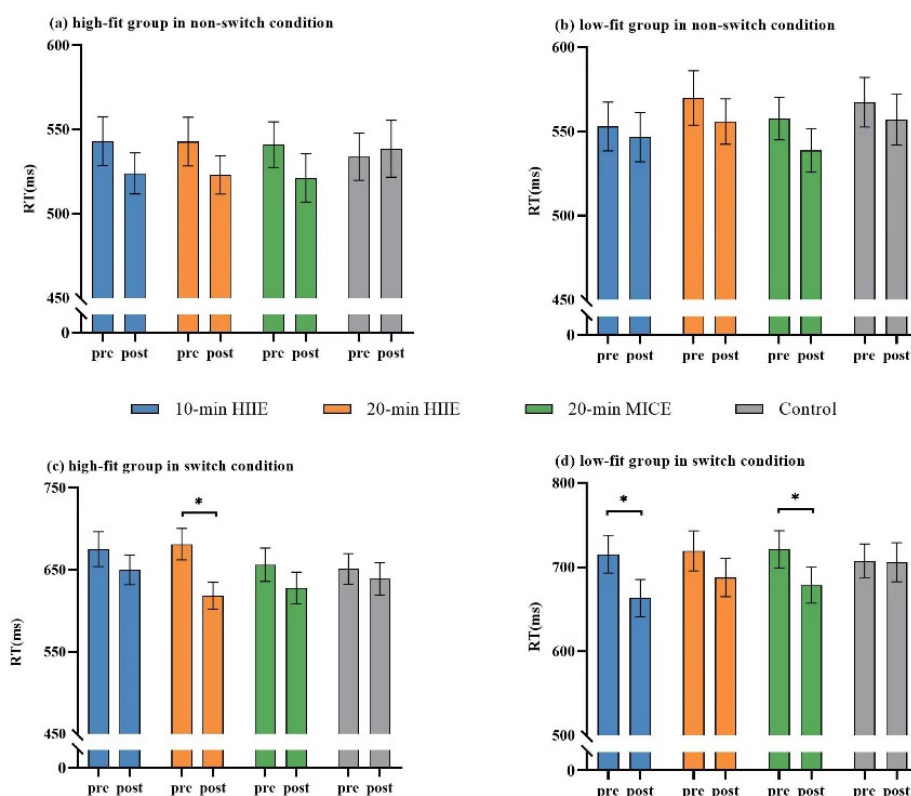 (a) high-fit group in non-switch condition
600
550
500
450
0
RT(ms)
pre post pre post pre post pre post
(b) low-fit group in non-switch condition
600
550
500
450
0
RT(ms)
pre post pre post pre post pre post
10-min HIIE 20-min HIIE 20-min MICE Control
(c) high-fit group in switch condition
750
650
550
450
0
RT(ms)
*
pre post pre post pre post pre post
(d) low-fit group in switch condition
800
700
600
500
0
RT(ms)
* *
pre post pre post pre post pre post